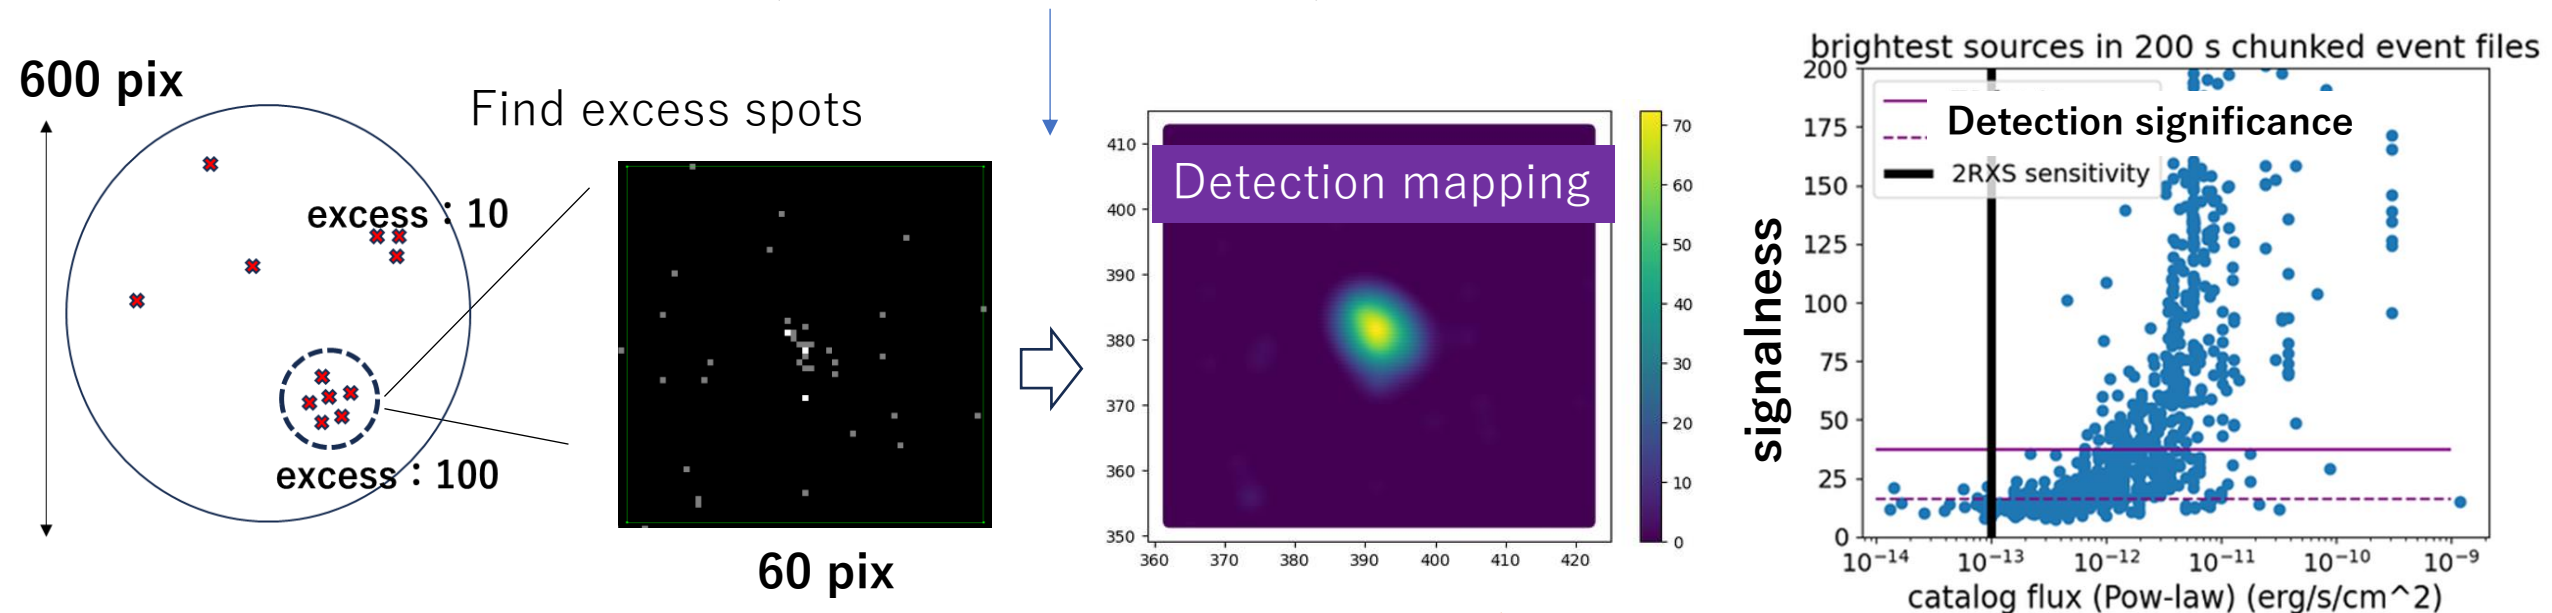 600 pix
excess：10
excess：100
Find excess spots
60 pix
Detection mapping
410
400
390
380
370
360
350
360 370 380 390 400 410 420
70
60
50
40
30
20
10
0
brightest sources in 200 s chunked event files
Detection significance
2RXS sensitivity
signalness
200
175
150
125
100
75
50
25
0
10−14 10−13 10−12 10−11 10−10 10−9
catalog flux (Pow-law) (erg/s/cm^2)